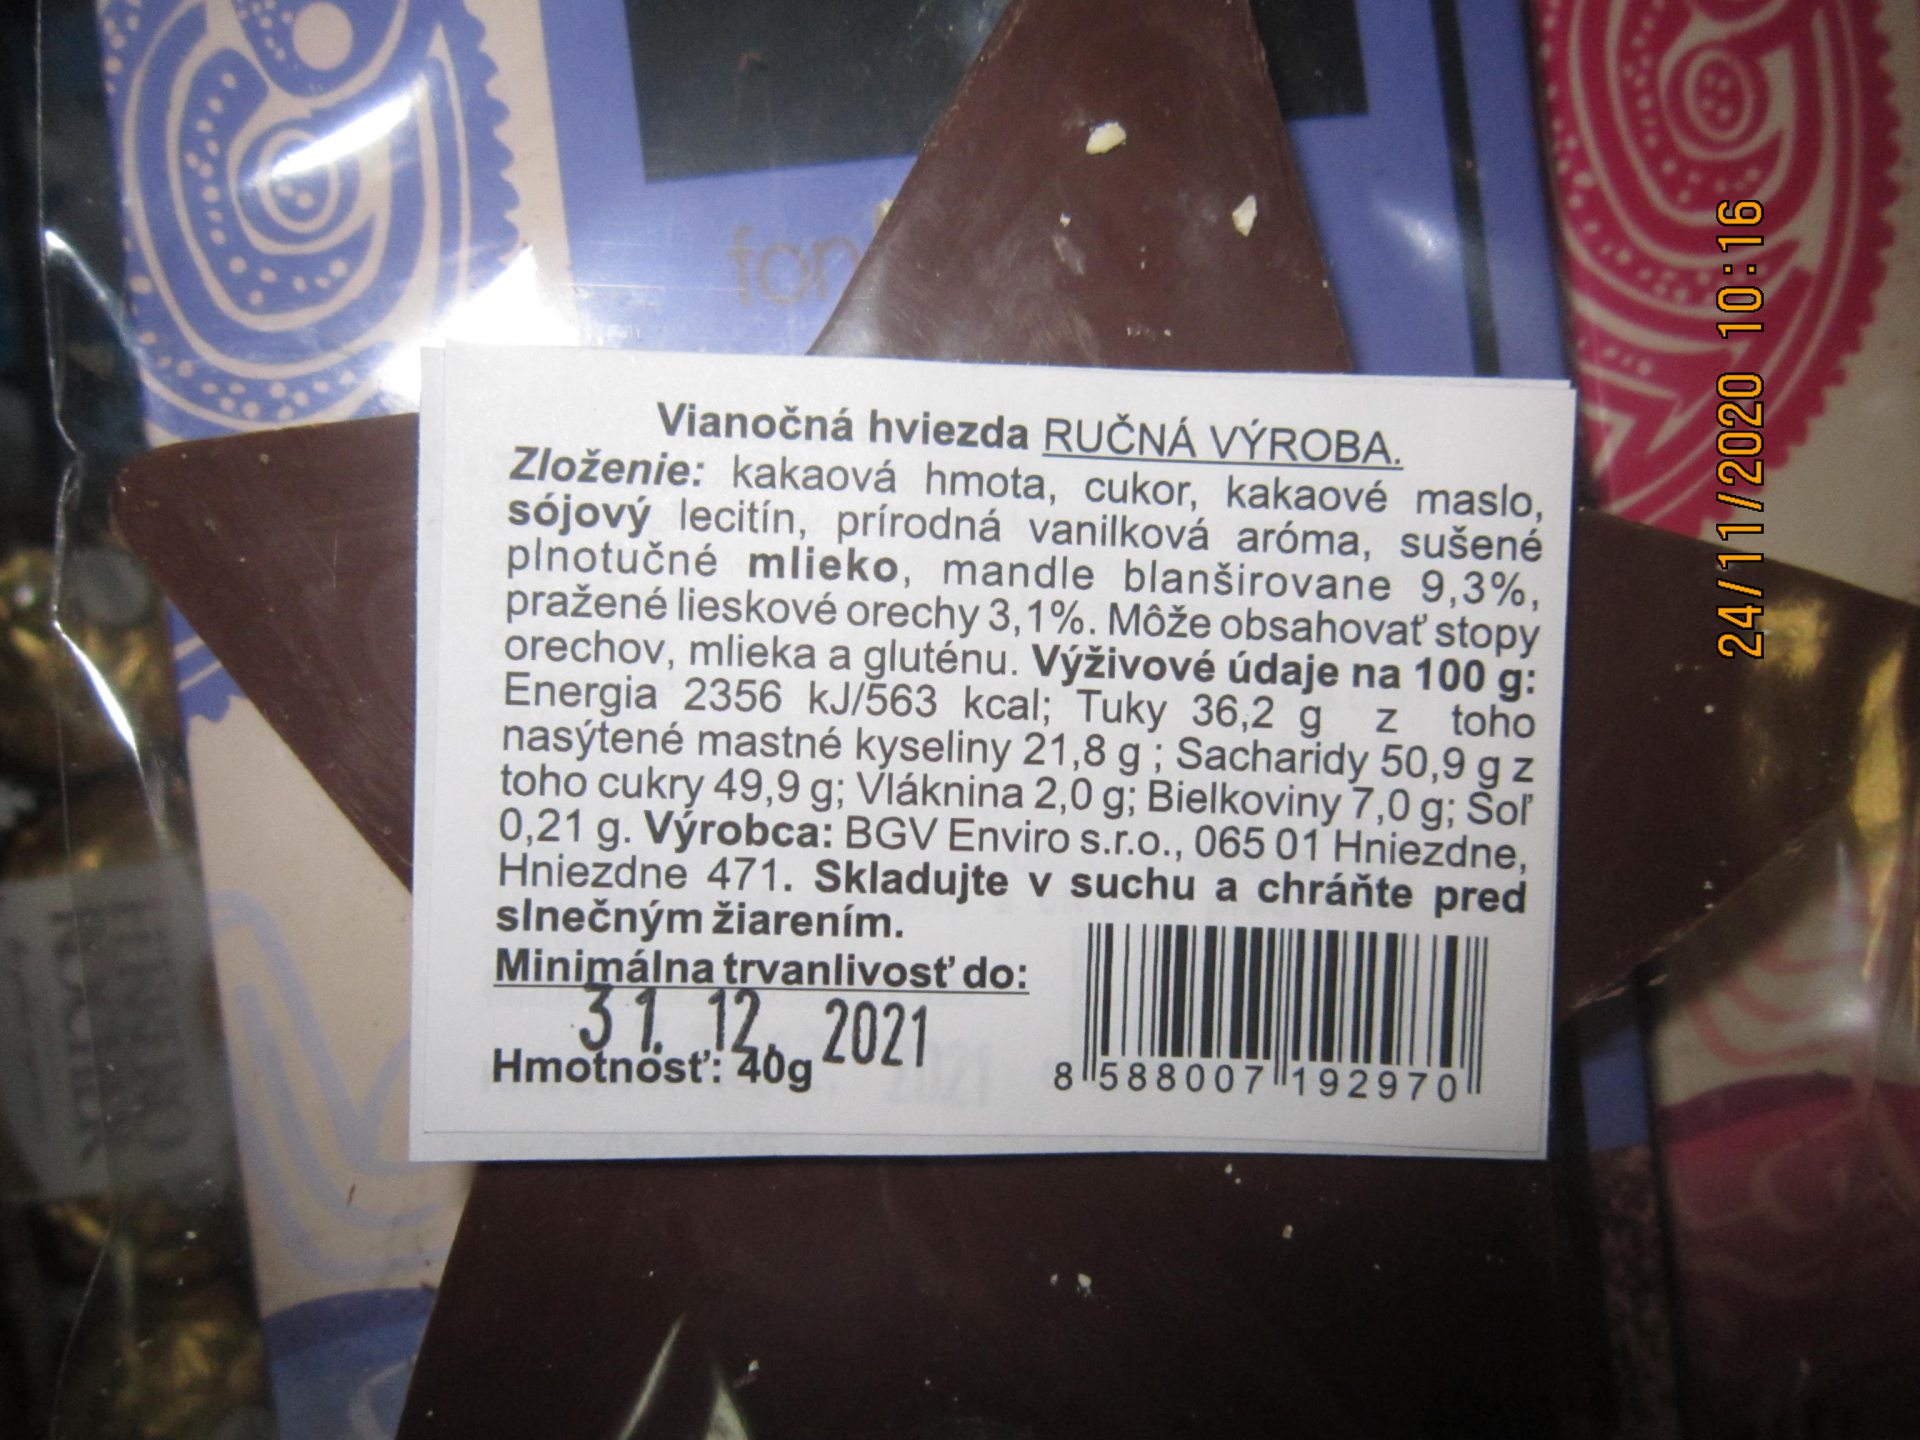 fon
Vianočná hviezda RUČNÁ VÝROBA.
Zloženie: kakaová hmota, cukor, kakaové maslo,
sójový lecitín, prírodná vanilková aróma, sušené
plnotučné mlieko, mandle blanširovane 9,3%,
pražené lieskové orechy 3,1%. Môže obsahovať stopy
orechov, mlieka a gluténu. Výživové údaje na 100 g:
Energia 2356 kJ/563 kcal; Tuky 36,2 g z toho
nasýtené mastné kyseliny 21,8 g ; Sacharidy 50,9 g z
toho cukry 49,9 g; Vláknina 2,0 g; Bielkoviny 7,0 g; Soľ
0,21 g. Výrobca: BGV Enviro s.r.o., 065 01 Hniezdne,
Hniezdne 471. Skladujte v suchu a chráňte pred
slnečným žiarením.
Minimálna trvanlivosť do:
31. 12. 2021
Hmotnosť: 40g
8 588007 192970
24/11/2020 10:16